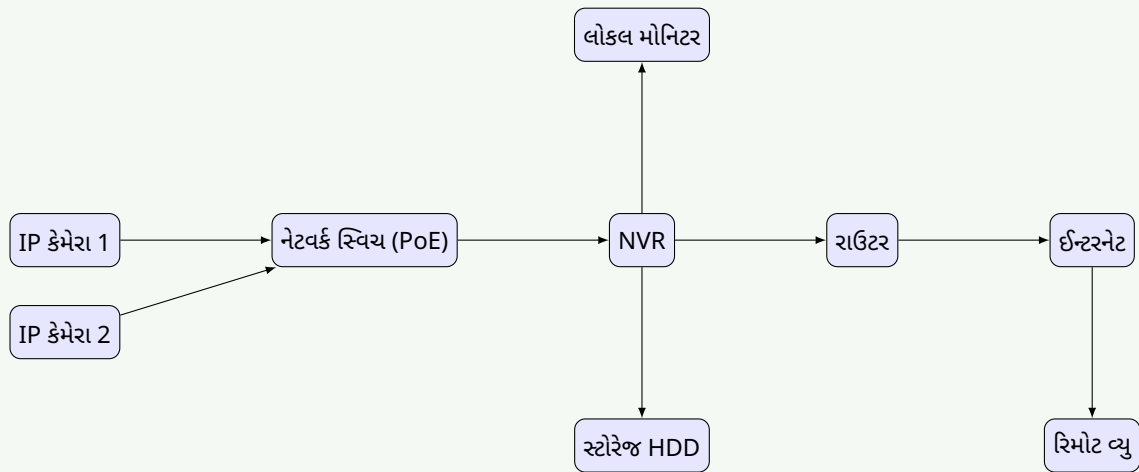 લોકલ મોનિટર
IP કેમેરા 1
નેટવર્ક સ્વિચ (PoE)
NVR
રાઉટર
ઈન્ટરનેટ
IP કેમેરા 2
સ્ટોરેજ HDD
રિમોટ વ્યુ